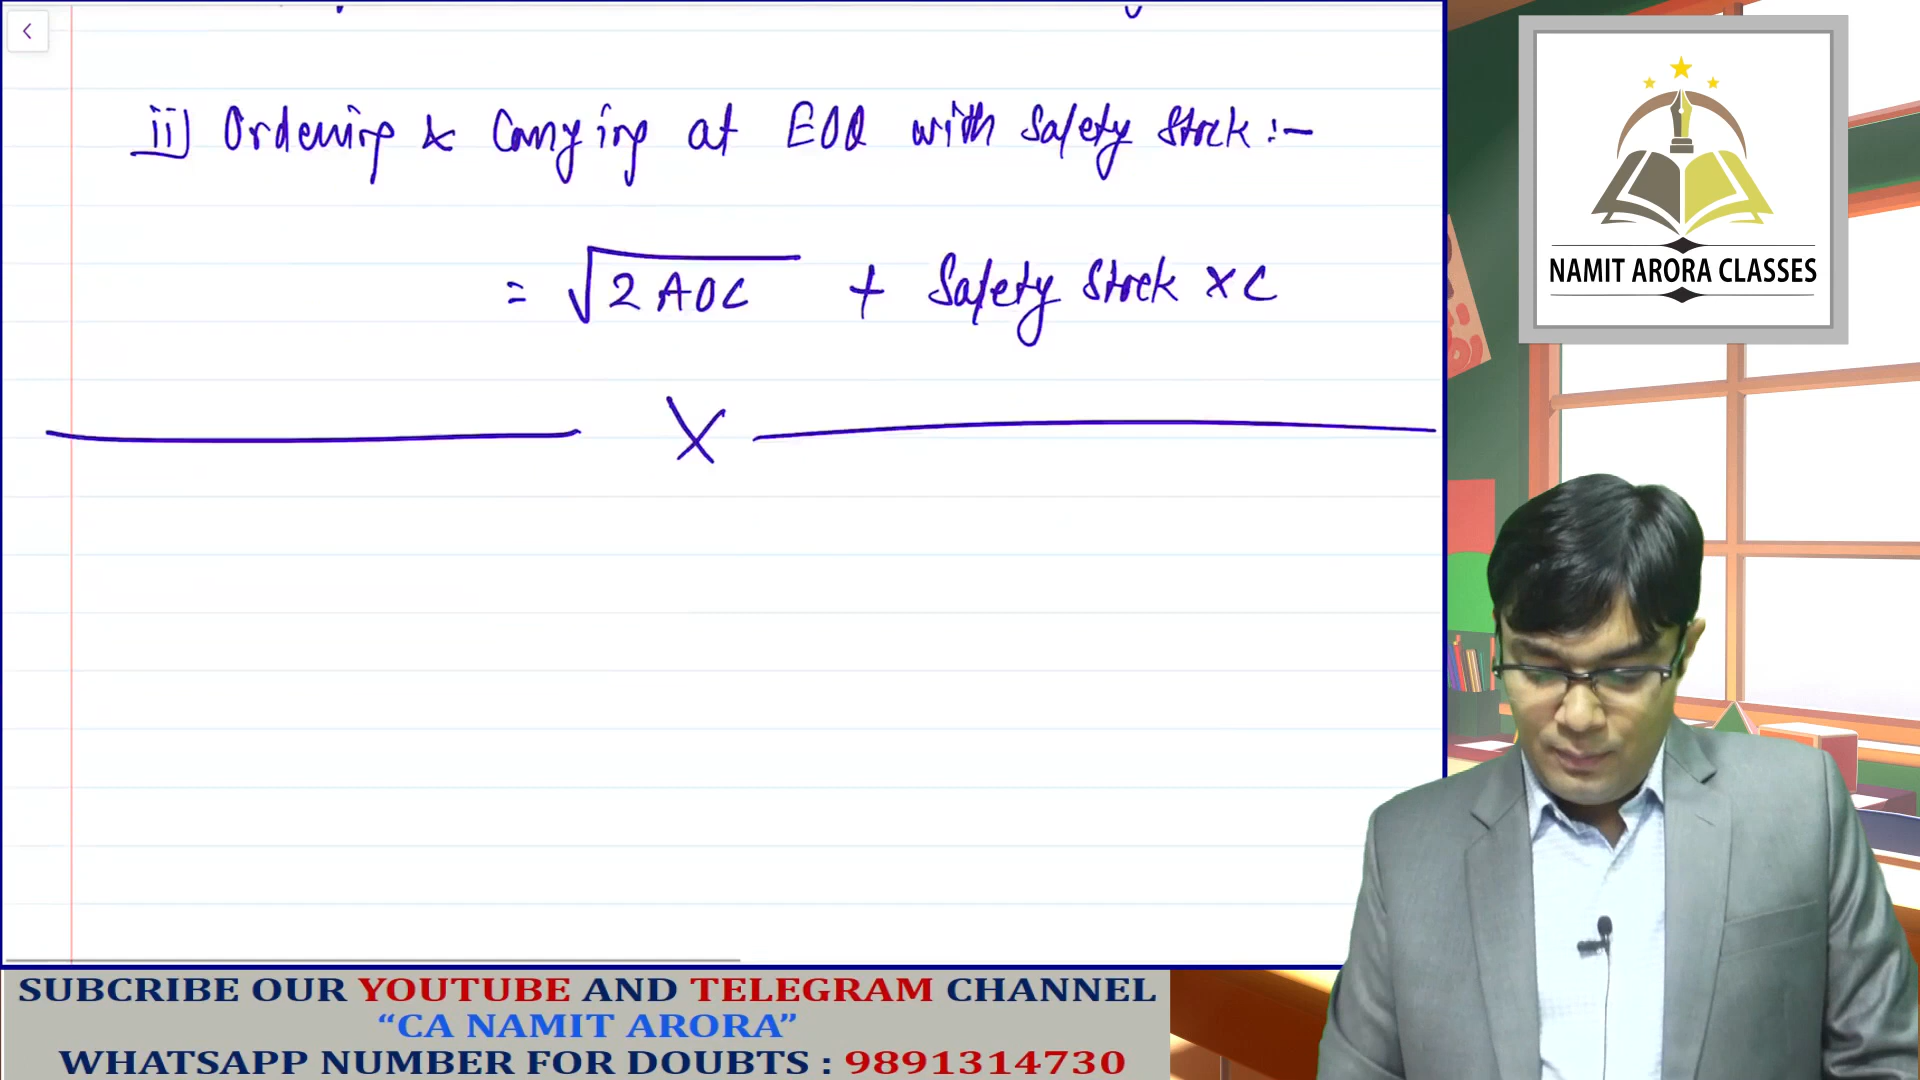 ii) Ordering & Carrying at EOQ with Safety Stock :-
= √2AOC + Safety Stock × C
X
NAMIT ARORA CLASSES
SUBCRIBE OUR YOUTUBE AND TELEGRAM CHANNEL
“CA NAMIT ARORA”
WHATSAPP NUMBER FOR DOUBTS : 9891314730